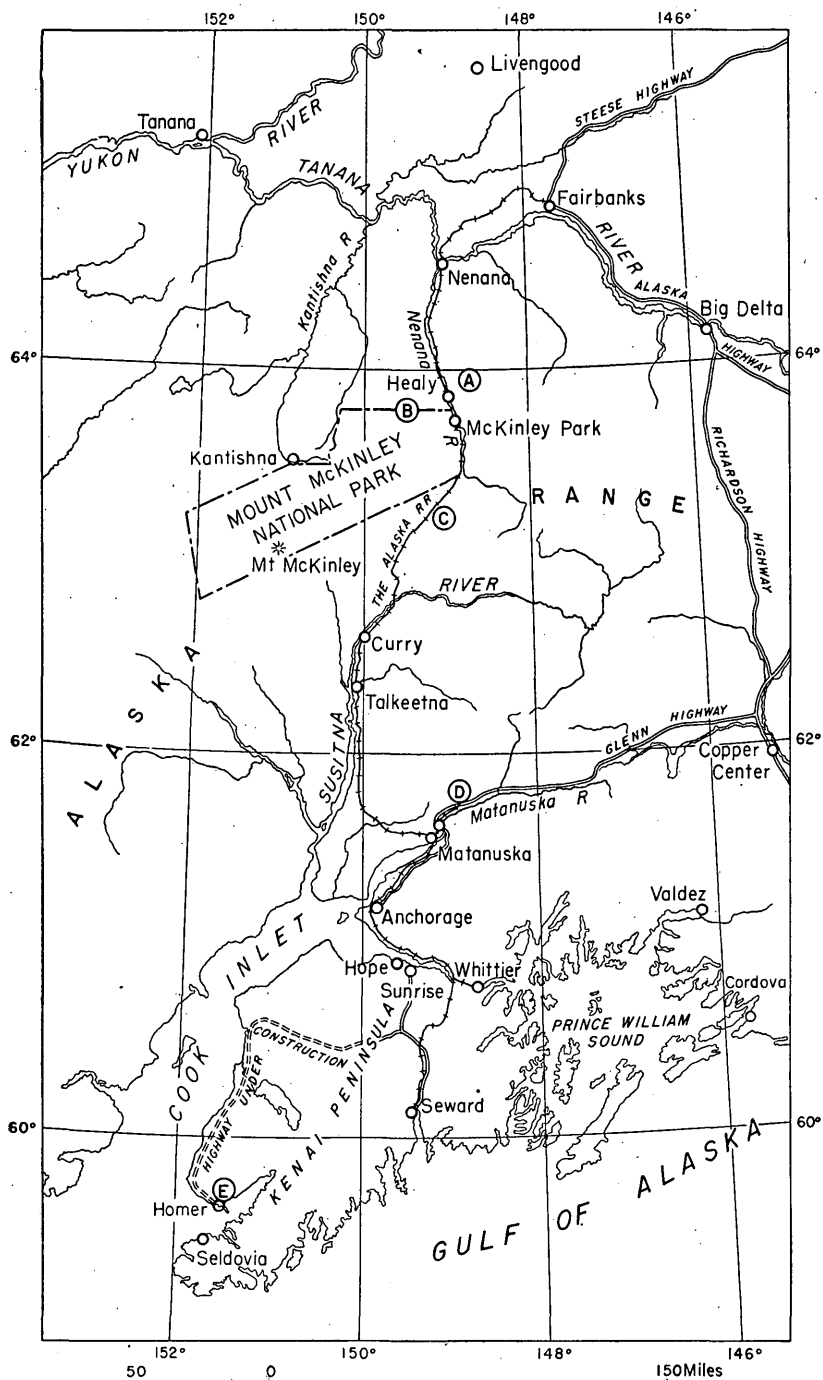 152° 150° 148° 146°
Livengood
STEESE HIGHWAY
Tanana
RIVER
YUKON
TANANA
Fairbanks
RIVER
Kantishna R
Nenana
ALASKA
Big Delta
Nenana
64° 64°
HIGHWAY
A
Healy
B
McKinley Park
R
Kantishna
MOUNT McKINLEY
NATIONAL PARK
RANGE
RICHARDSON
HIGHWAY
C
Mt McKinley
THE ALASKA R.R.
RIVER
Curry
Talkeetna
ALASKA
SUSITNA
GLENN HIGHWAY
62° 62°
Copper
Center
D
Matanuska R
Matanuska
Valdez
Anchorage
COOK INLET
Hope
Whittier
Sunrise
Cordova
PRINCE WILLIAM
SOUND
HIGHWAY UNDER CONSTRUCTION
KENAI PENINSULA
Seward
60° 60°
E
Homer
Seldovia
GULF OF ALASKA
152° 150° 148° 146°
50 0 150Miles